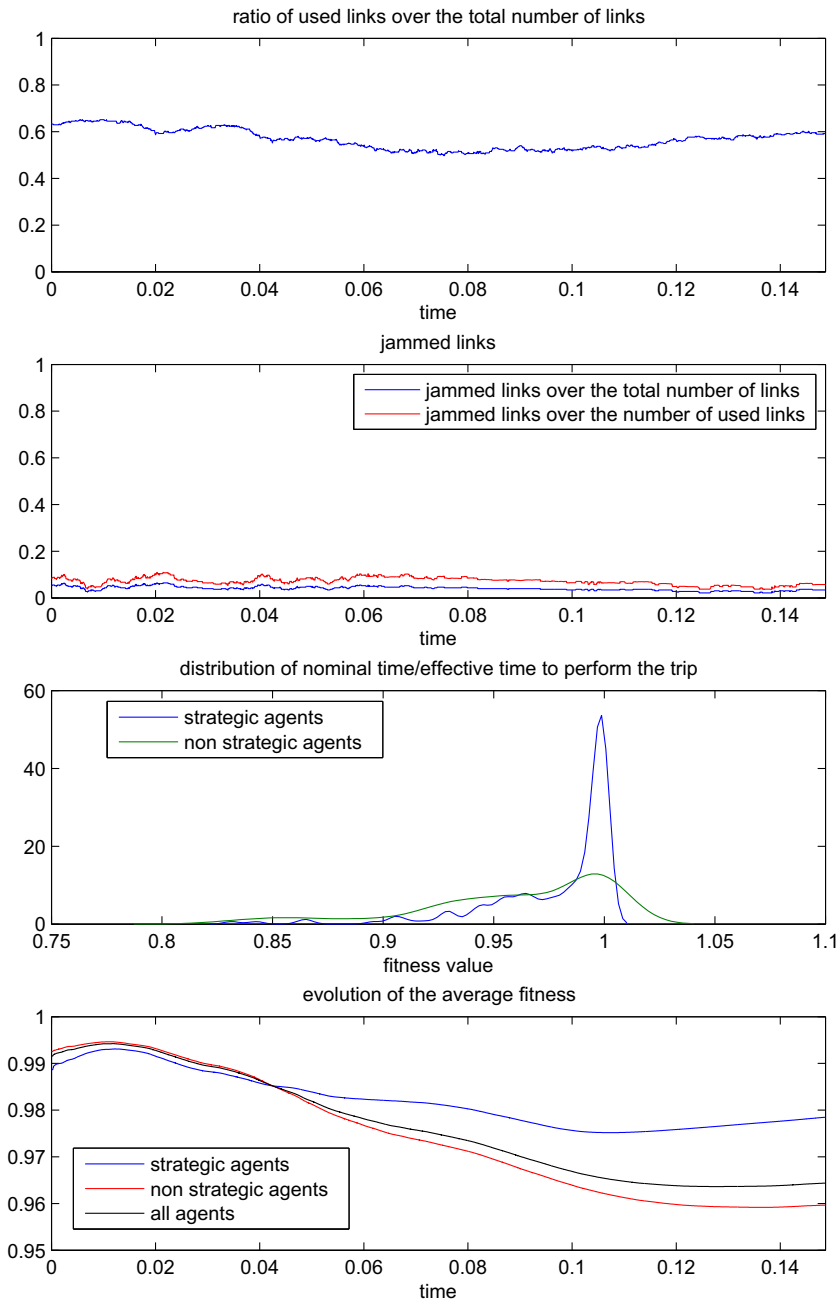 ratio of used links over the total number of links
1
0.8
0.6
0.4
0.2
0
0 0.02 0.04 0.06 0.08 0.1 0.12 0.14
time
jammed links
1
jammed links over the total number of links
jammed links over the number of used links
0.8
0.6
0.4
0.2
0
0 0.02 0.04 0.06 0.08 0.1 0.12 0.14
time
distribution of nominal time/effective time to perform the trip
60
strategic agents
non strategic agents
40
20
0
0.75 0.8 0.85 0.9 0.95 1 1.05 1.1
fitness value
evolution of the average fitness
1
0.99
0.98
0.97
strategic agents
non strategic agents
all agents
0.96
0.95
0 0.02 0.04 0.06 0.08 0.1 0.12 0.14
time